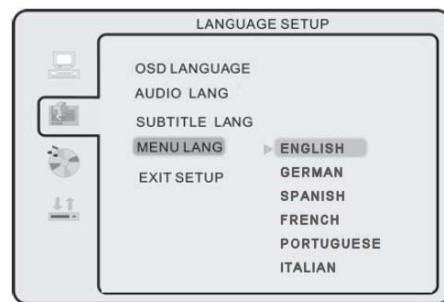 LANGUAGE SETUP
OSD LANGUAGE
AUDIO LANG
SUBTITLE LANG
MENU LANG
EXIT SETUP
ENGLISH
GERMAN
SPANISH
FRENCH
PORTUGUESE
ITALIAN